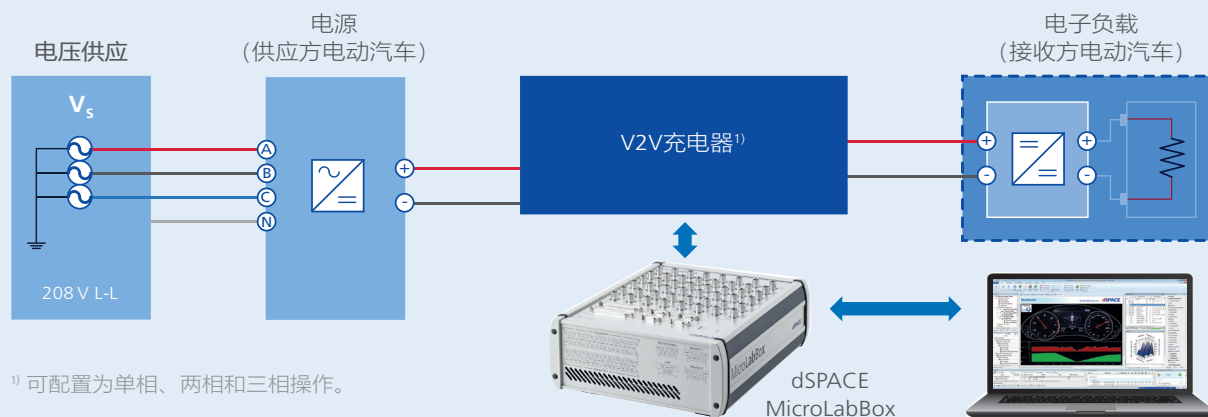 电压供应
电源
（供应方电动汽车）
电子负载
（接收方电动汽车）
Vs
A
B
C
N
208 V L-L
+
-
V2V充电器1)
+
-
+
-
MicroLabBox
dSPACE
dSPACE
MicroLabBox
1) 可配置为单相、两相和三相操作。